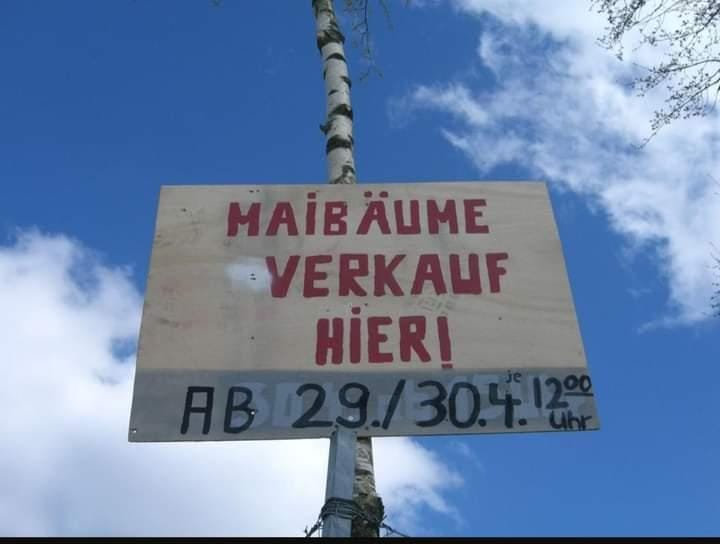 MAIBÄUME
VERKAUF
HIER!
AB 29./30.4. je 12⁰⁰ Uhr